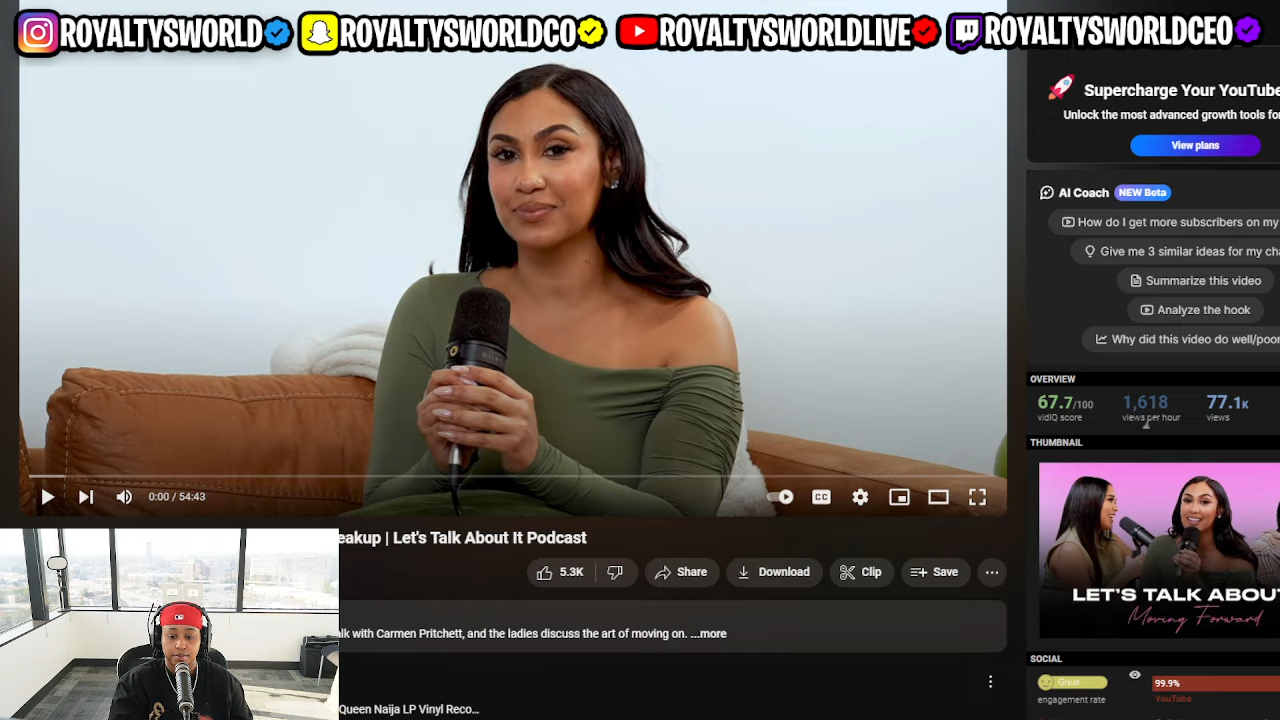 ROYALTYSWORLD ROYALTYSWORLDCO ROYALTYSWORLDLIVE ROYALTYSWORLDCEO
Supercharge Your YouTube
Unlock the most advanced growth tools for
View plans
AI Coach NEW Beta
How do I get more subscribers on my
Give me 3 similar ideas for my cha
Summarize this video
Analyze the hook
Why did this video do well/poor
OVERVIEW
67.7/100 1,618 77.1K
vidIQ score views per hour views
THUMBNAIL
LET'S TALK ABOU
Moving Forward
SOCIAL
Great 99.9%
engagement rate YouTube
0:00 / 54:43 CC
eakup | Let's Talk About It Podcast
5.3K Share Download Clip Save
lk with Carmen Pritchett, and the ladies discuss the art of moving on. ...more
Queen Naija LP Vinyl Reco...